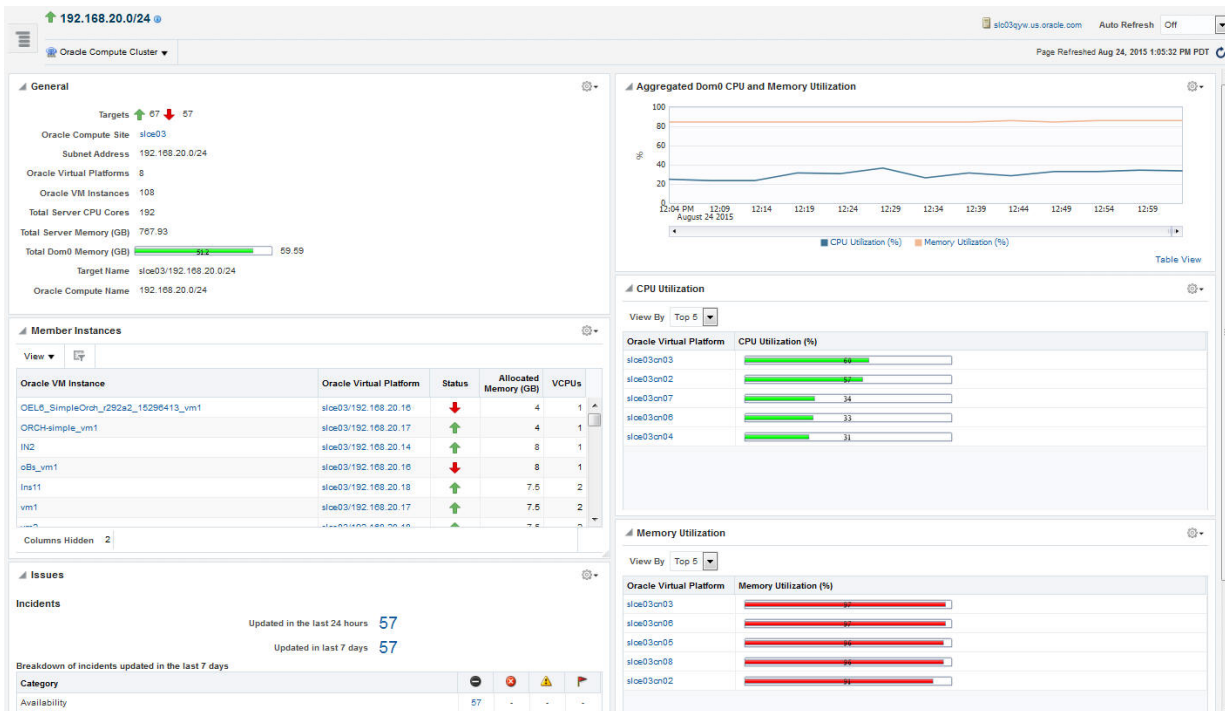 192.168.20.0/24
slc03qyw.us.oracle.com Auto Refresh Off
Oracle Compute Cluster
Page Refreshed Aug 24, 2015 1:05:32 PM PDT
General
Targets 67 57
Oracle Compute Site slce03
Subnet Address 192.168.20.0/24
Oracle Virtual Platforms 8
Oracle VM Instances 108
Total Server CPU Cores 192
Total Server Memory (GB) 767.93
Total Dom0 Memory (GB) 51.2 59.59
Target Name slce03/192.168.20.0/24
Oracle Compute Name 192.168.20.0/24
Member Instances
View
Oracle VM Instance Oracle Virtual Platform Status Allocated Memory (GB) VCPUs
OEL6_SimpleOrch_r292a2_15296413_vm1 slce03/192.168.20.16 4 1
ORCH-simple_vm1 slce03/192.168.20.17 4 1
IN2 slce03/192.168.20.14 8 1
oBs_vm1 slce03/192.168.20.16 8 1
Ins11 slce03/192.168.20.18 7.5 2
vm1 slce03/192.168.20.17 7.5 2
Columns Hidden 2
Issues
Incidents
Updated in the last 24 hours 57
Updated in last 7 days 57
Breakdown of incidents updated in the last 7 days
Category
Availability 57 - - -
Aggregated Dom0 CPU and Memory Utilization
100
80
60
40
20
0
%
12:04 PM 12:09 12:14 12:19 12:24 12:29 12:34 12:39 12:44 12:49 12:54 12:59
August 24 2015
CPU Utilization (%) Memory Utilization (%)
Table View
CPU Utilization
View By Top 5
Oracle Virtual Platform CPU Utilization (%)
slce03cn03 60
slce03cn02 57
slce03cn07 34
slce03cn06 33
slce03cn04 31
Memory Utilization
View By Top 5
Oracle Virtual Platform Memory Utilization (%)
slce03cn03 97
slce03cn06 97
slce03cn05 96
slce03cn08 96
slce03cn02 91